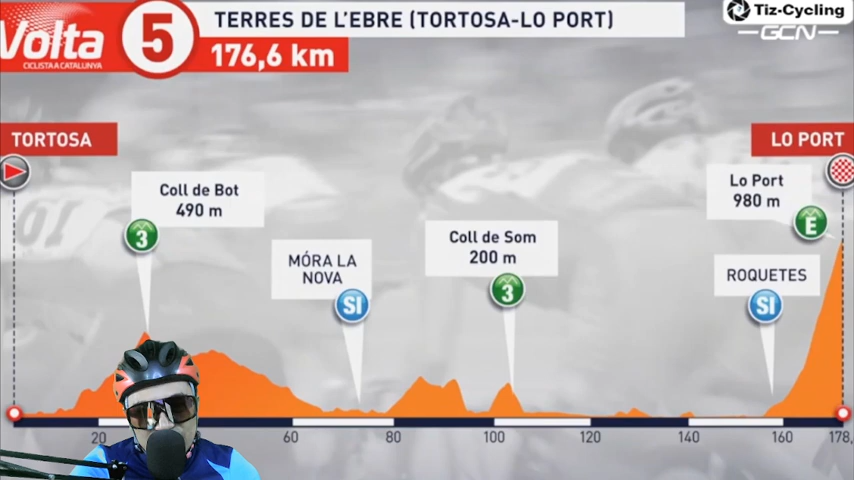 Volta
CICLISTA A CATALUNYA
5
TERRES DE L'EBRE (TORTOSA-LO PORT)
176,6 km
Tiz-Cycling
GCN
TORTOSA
LO PORT
Coll de Bot
490 m
3
MÓRA LA
NOVA
SI
Coll de Som
200 m
3
Lo Port
980 m
E
ROQUETES
SI
20
60
80
100
120
140
160
178,